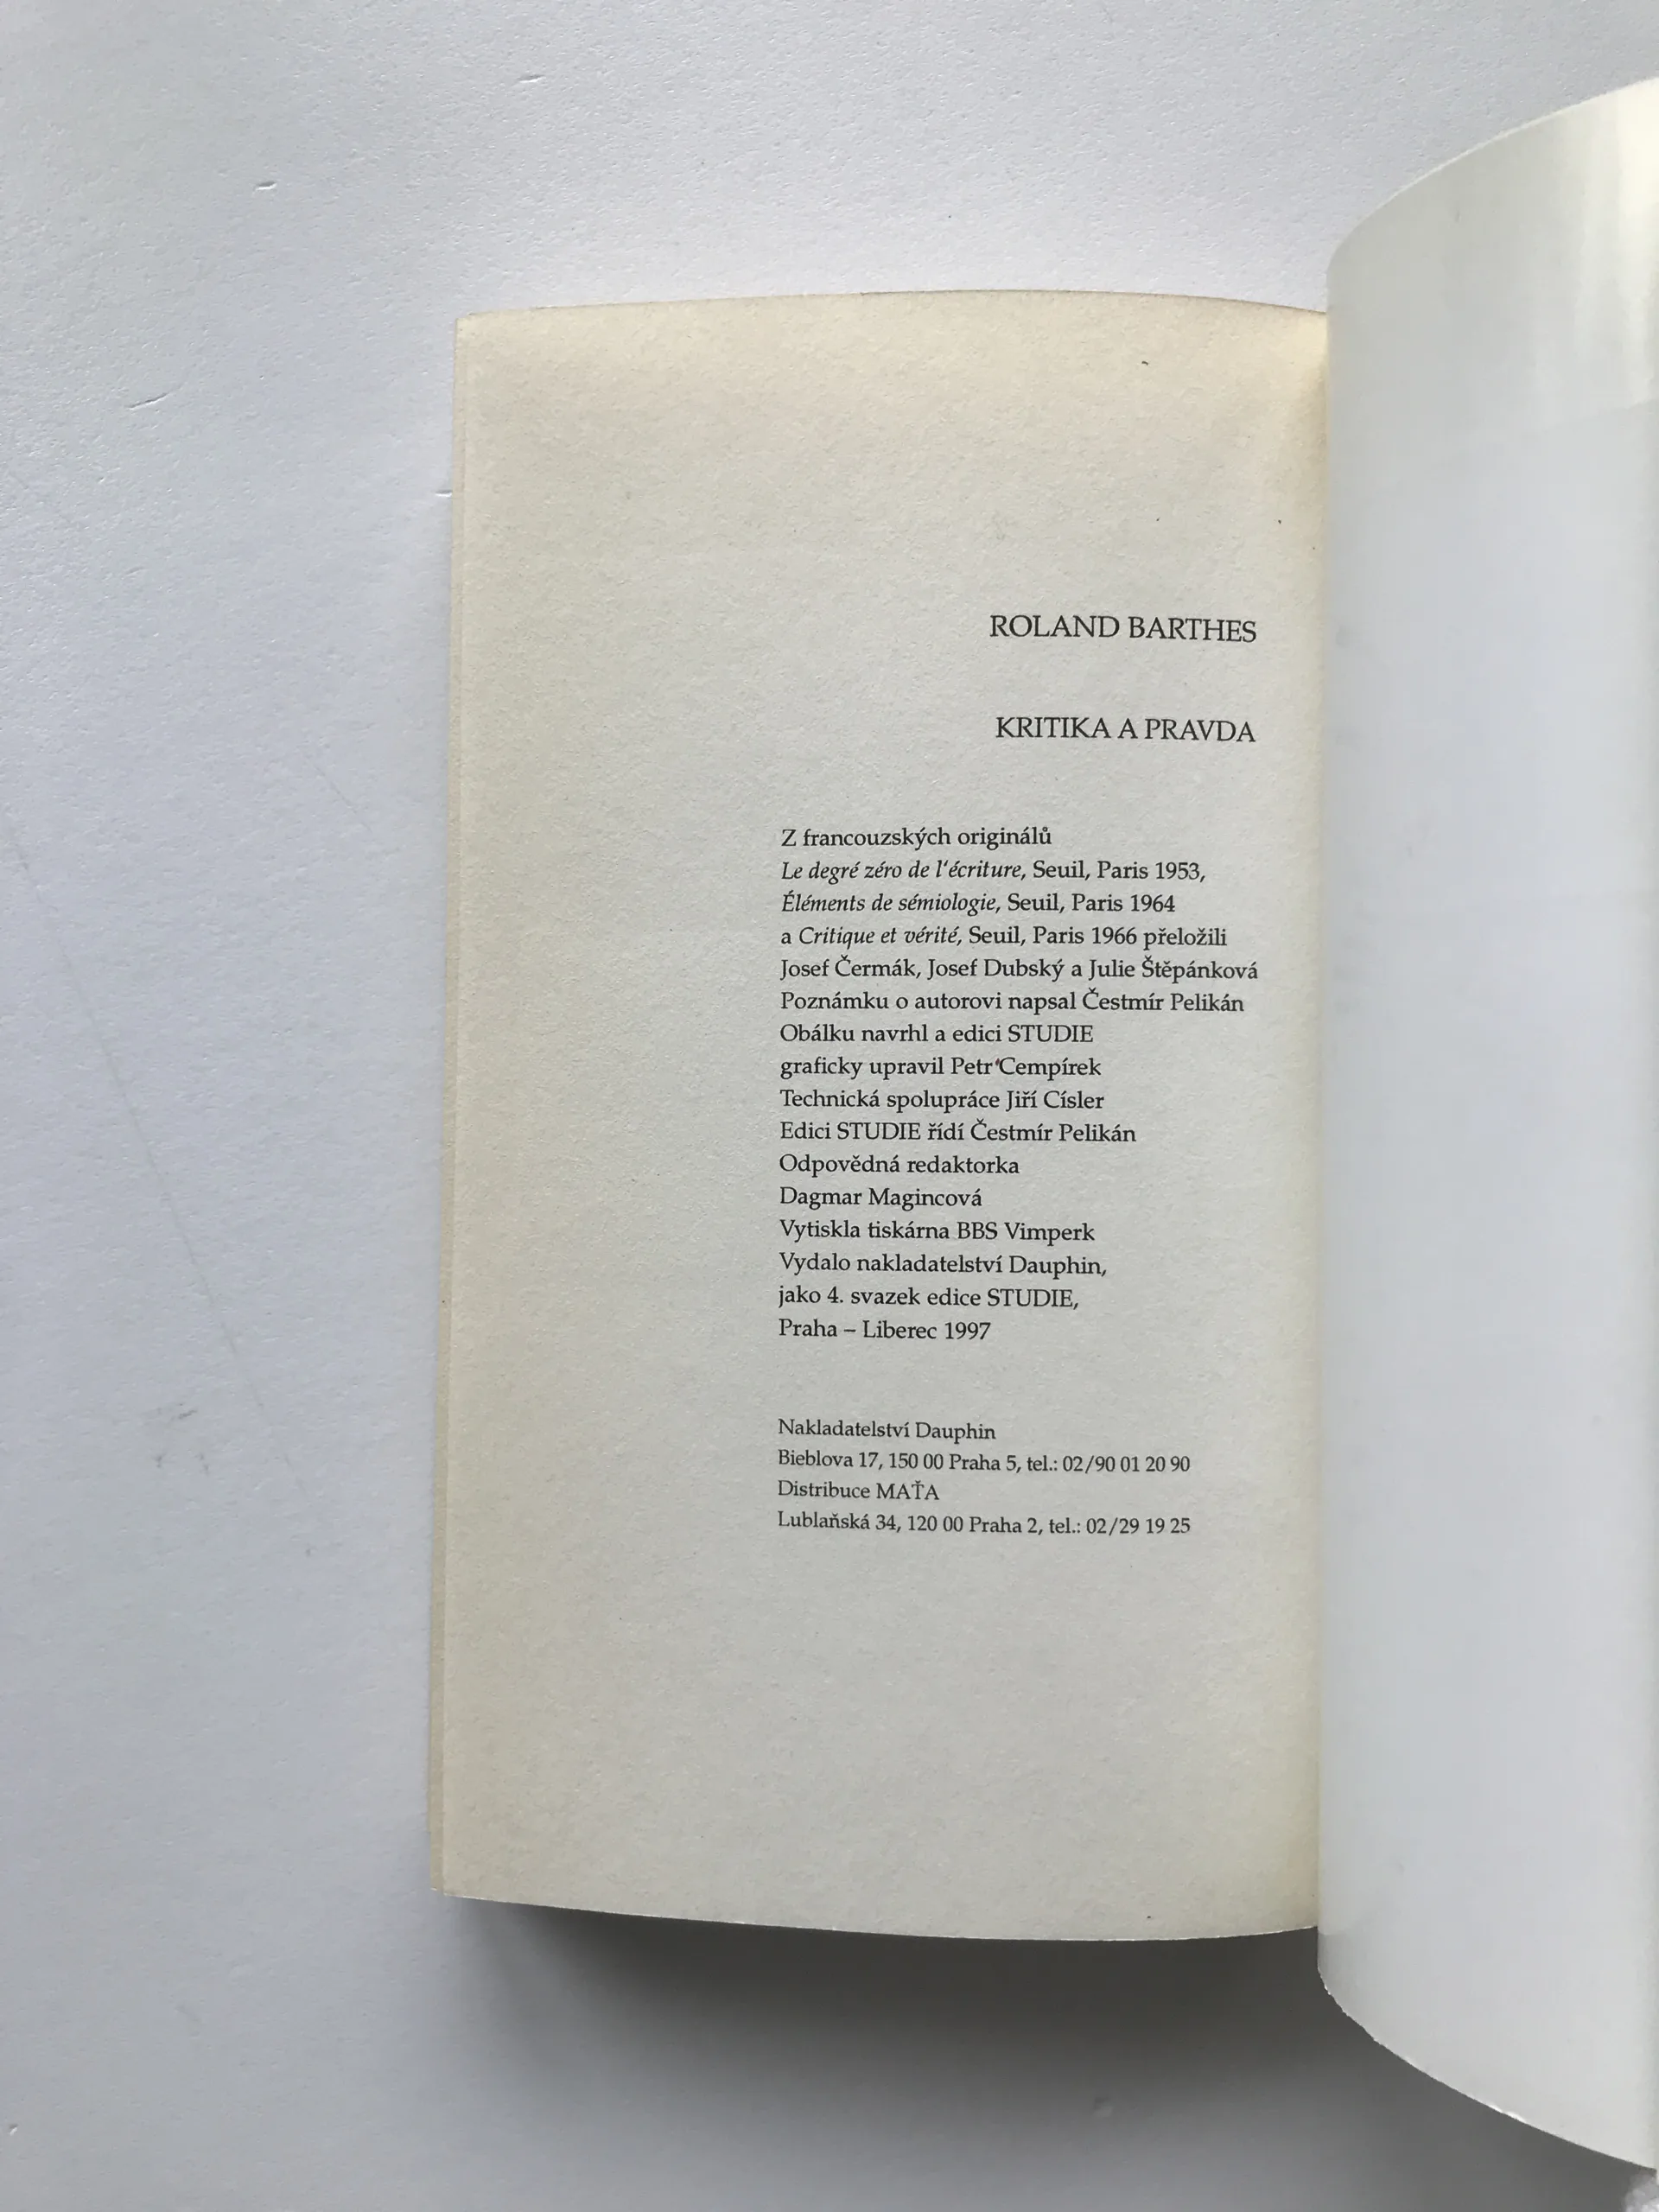 ROLAND BARTHES
KRITIKA A PRAVDA
Z francouzských originálů
Le degré zéro de l'écriture, Seuil, Paris 1953,
Éléments de sémiologie, Seuil, Paris 1964
a Critique et vérité, Seuil, Paris 1966 přeložili
Josef Čermák, Josef Dubský a Julie Štěpánková
Poznámku o autorovi napsal Čestmír Pelikán
Obálku navrhl a edici STUDIE
graficky upravil Petr Cempírek
Technická spolupráce Jiří Císler
Edici STUDIE řídí Čestmír Pelikán
Odpovědná redaktorka
Dagmar Magincová
Vytiskla tiskárna BBS Vimperk
Vydalo nakladatelství Dauphin,
jako 4. svazek edice STUDIE,
Praha – Liberec 1997
Nakladatelství Dauphin
Bieblova 17, 150 00 Praha 5, tel.: 02/90 01 20 90
Distribuce MAŤA
Lublaňská 34, 120 00 Praha 2, tel.: 02/29 19 25